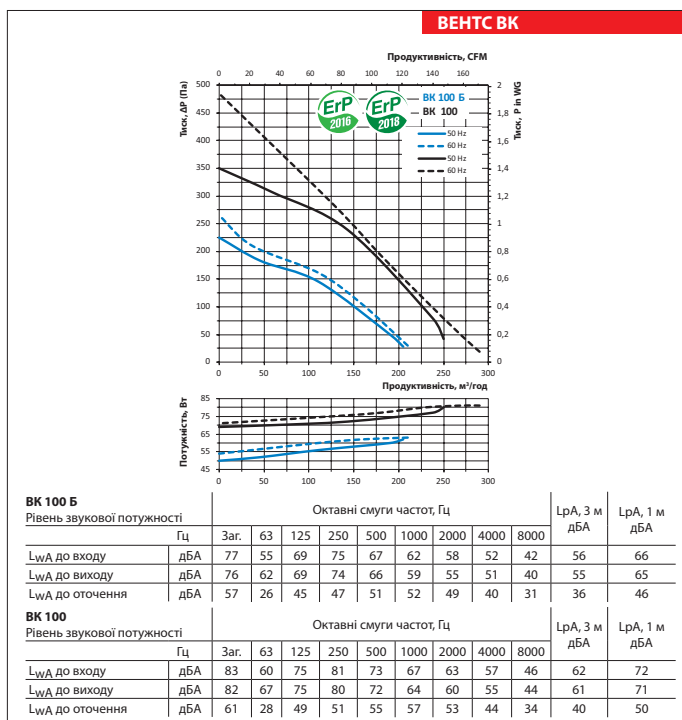 ВЕНТС ВК
Продуктивність, CFM
0 20 40 60 80 100 120 140 160
Тиск, ΔP (Па)
500
450
400
350
300
250
200
150
100
50
0
2
1,8
1,6
1,4
1,2
1
0,8
0,6
0,4
0,2
0
Тиск, P in WG
ErP
2016
ErP
2018
ВК 100 Б
ВК 100
50 Hz
60 Hz
50 Hz
60 Hz
0 50 100 150 200 250 300
Продуктивність, м³/год
Потужність, Вт
85
75
65
55
45
0 50 100 150 200 250 300
ВК 100 Б
Рівень звукової потужності
Октавні смуги частот, Гц
LpA, 3 м дБА
LpA, 1 м дБА
Гц Заг. 63 125 250 500 1000 2000 4000 8000
LwA до входу дБА 77 55 69 75 67 62 58 52 42 56 66
LwA до виходу дБА 76 62 69 74 66 59 55 51 40 55 65
LwA до оточення дБА 57 26 45 47 51 52 49 40 31 36 46
ВК 100
Рівень звукової потужності
Октавні смуги частот, Гц
LpA, 3 м дБА
LpA, 1 м дБА
Гц Заг. 63 125 250 500 1000 2000 4000 8000
LwA до входу дБА 83 60 75 81 73 67 63 57 46 62 72
LwA до виходу дБА 82 67 75 80 72 64 60 55 44 61 71
LwA до оточення дБА 61 28 49 51 55 57 53 44 34 40 50